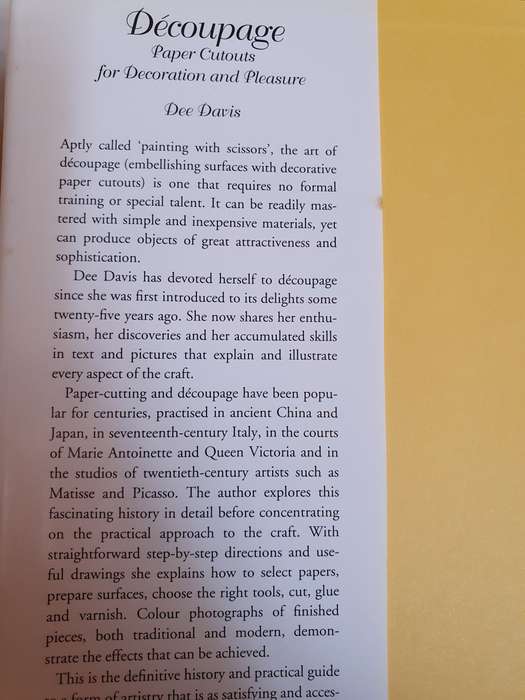 Découpage
Paper Cutouts
for Decoration and Pleasure
Dee Davis
Aptly called 'painting with scissors', the art of
découpage (embellishing surfaces with decorative
paper cutouts) is one that requires no formal
training or special talent. It can be readily mas-
tered with simple and inexpensive materials, yet
can produce objects of great attractiveness and
sophistication.
Dee Davis has devoted herself to découpage
since she was first introduced to its delights some
twenty-five years ago. She now shares her enthu-
siasm, her discoveries and her accumulated skills
in text and pictures that explain and illustrate
every aspect of the craft.
Paper-cutting and découpage have been popu-
lar for centuries, practised in ancient China and
Japan, in seventeenth-century Italy, in the courts
of Marie Antoinette and Queen Victoria and in
the studios of twentieth-century artists such as
Matisse and Picasso. The author explores this
fascinating history in detail before concentrating
on the practical approach to the craft. With
straightforward step-by-step directions and use-
ful drawings she explains how to select papers,
prepare surfaces, choose the right tools, cut, glue
and varnish. Colour photographs of finished
pieces, both traditional and modern, demon-
strate the effects that can be achieved.
This is the definitive history and practical guide
to a form of artistry that is as satisfying and acces-